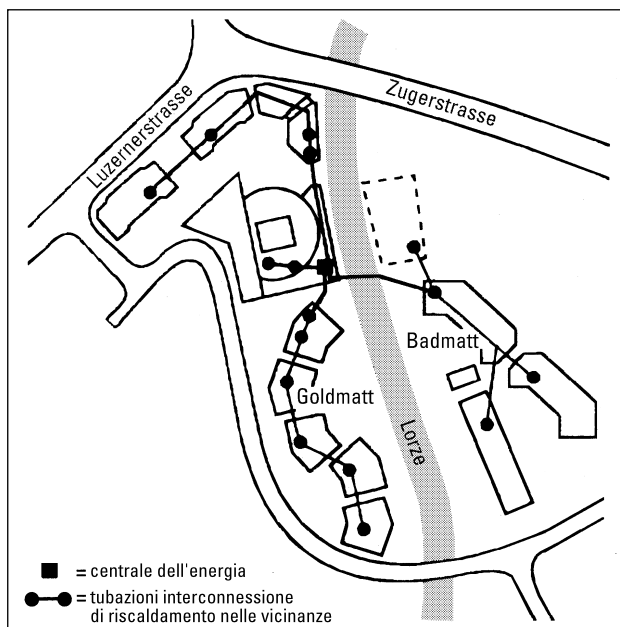 Luzernerstrasse
Zugerstrasse
Badmatt
Goldmatt
Lorze
= centrale dell'energia
= tubazioni interconnessione
di riscaldamento nelle vicinanze